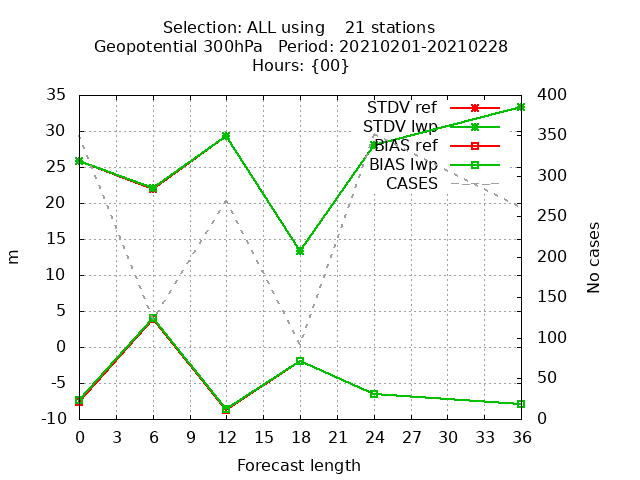 Selection: ALL using    21 stations
Geopotential 300hPa   Period: 20210201-20210228
Hours: {00}
35 400
STDV ref
30 350
STDV lwp
BIAS ref
25 300
BIAS lwp
CASES
20 250
15 200
m
No cases
10 150
5 100
0 50
-5 0
-10
0 3 6 9 12 15 18 21 24 27 30 33 36
Forecast length